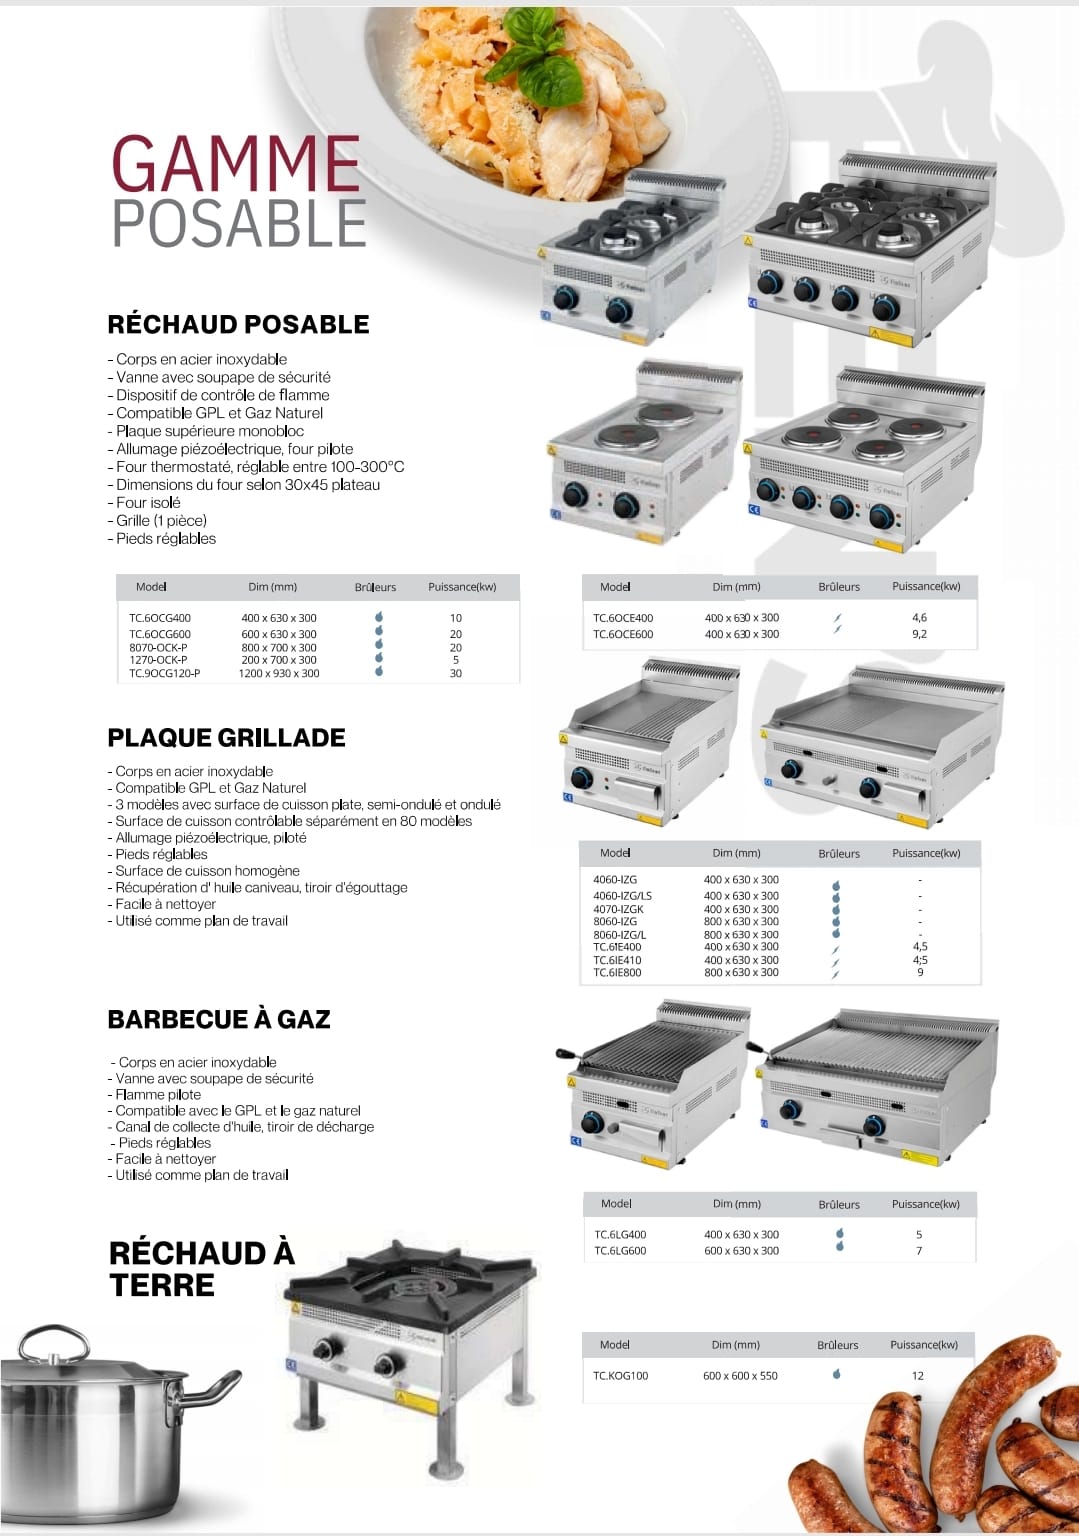 GAMME
POSABLE
RÉCHAUD POSABLE
- Corps en acier inoxydable
- Vanne avec soupape de sécurité
- Dispositif de contrôle de flamme
- Compatible GPL et Gaz Naturel
- Plaque supérieure monobloc
- Allumage piézoélectrique, four pilote
- Four thermostaté, réglable entre 100-300°C
- Dimensions du four selon 30x45 plateau
- Four isolé
- Grille (1 pièce)
- Pieds réglables
Model Dim (mm) Brûleurs Puissance(kw)
TC.6OCG400 400 x 630 x 300 10
TC.6OCG600 600 x 630 x 300 20
8070-OCK-P 800 x 700 x 300 20
1270-OCK-P 200 x 700 x 300 5
TC.9OCG120-P 1200 x 930 x 300 30
Model Dim (mm) Brûleurs Puissance(kw)
TC.6OCE400 400 x 630 x 300 4,6
TC.6OCE600 400 x 630 x 300 9,2
PLAQUE GRILLADE
- Corps en acier inoxydable
- Compatible GPL et Gaz Naturel
- 3 modèles avec surface de cuisson plate, semi-ondulé et ondulé
- Surface de cuisson contrôlable séparément en 80 modèles
- Allumage piézoélectrique, piloté
- Pieds réglables
- Surface de cuisson homogène
- Récupération d' huile caniveau, tiroir d'égouttage
- Facile à nettoyer
- Utilisé comme plan de travail
Model Dim (mm) Brûleurs Puissance(kw)
4060-IZG 400 x 630 x 300 -
4060-IZG/LS 400 x 630 x 300 -
4070-IZGK 400 x 630 x 300 -
8060-IZG 800 x 630 x 300 -
8060-IZG/L 800 x 630 x 300 -
TC.6IE400 400 x 630 x 300 4,5
TC.6IE410 400 x 630 x 300 4;5
TC.6IE800 800 x 630 x 300 9
BARBECUE À GAZ
- Corps en acier inoxydable
- Vanne avec soupape de sécurité
- Flamme pilote
- Compatible avec le GPL et le gaz naturel
- Canal de collecte d'huile, tiroir de décharge
- Pieds réglables
- Facile à nettoyer
- Utilisé comme plan de travail
Model Dim (mm) Brûleurs Puissance(kw)
TC.6LG400 400 x 630 x 300 5
TC.6LG600 600 x 630 x 300 7
RÉCHAUD À
TERRE
Model Dim (mm) Brûleurs Puissance(kw)
TC.KOG100 600 x 600 x 550 12